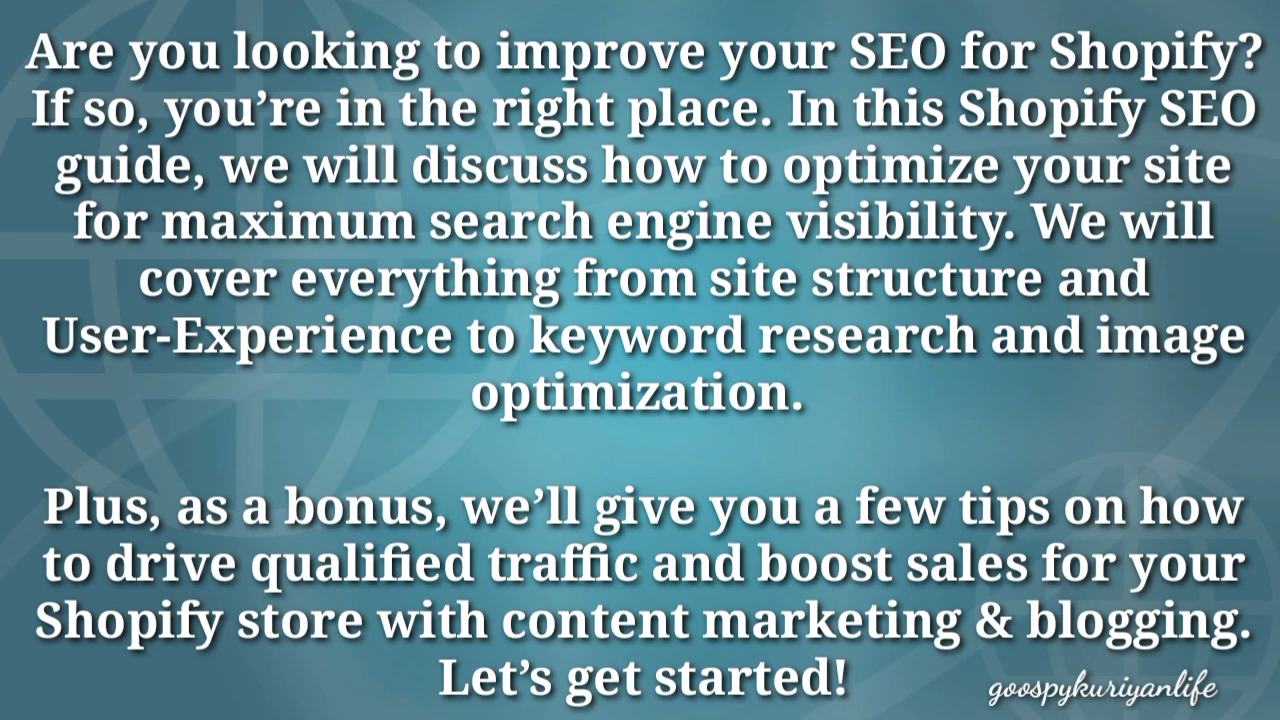 Are you looking to improve your SEO for Shopify?
If so, you’re in the right place. In this Shopify SEO
guide, we will discuss how to optimize your site
for maximum search engine visibility. We will
cover everything from site structure and
User-Experience to keyword research and image
optimization.
Plus, as a bonus, we’ll give you a few tips on how
to drive qualified traffic and boost sales for your
Shopify store with content marketing & blogging.
Let’s get started!
goospykuriyanlife